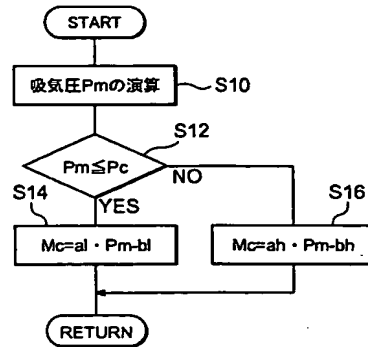 START
吸気圧Pmの演算
S10
S12
Pm≦Pc
NO
S14
YES
S16
Mc=al・Pm-bl
Mc=ah・Pm-bh
RETURN